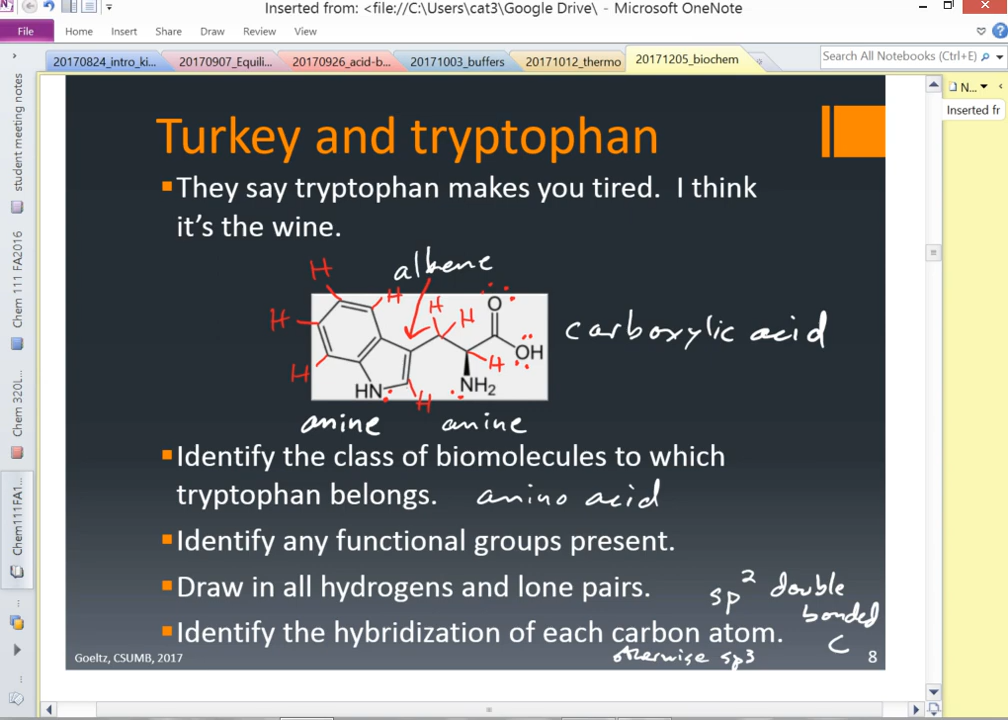 Inserted from: <file://C:\Users\cat3\Google Drive\ - Microsoft OneNote
File Home Insert Share Draw Review View
20170824_intro_ki... 20170907_Equili... 20170926_acid-b... 20171003_buffers 20171012_thermo 20171205_biochem
Search All Notebooks (Ctrl+E)
N...
Inserted fr
student meeting notes
Chem 111 FA2016
Chem 320L
Chem111FA1
Turkey and tryptophan
They say tryptophan makes you tired. I think
it's the wine.
alkene
H
H
H
H
H
O
carboxylic acid
OH
H
H
HN
NH2
H
amine
amine
Identify the class of biomolecules to which
tryptophan belongs. amino acid
Identify any functional groups present.
Draw in all hydrogens and lone pairs.
sp2 double
bonded
C
Identify the hybridization of each carbon atom.
otherwise sp3
Goeltz, CSUMB, 2017
8